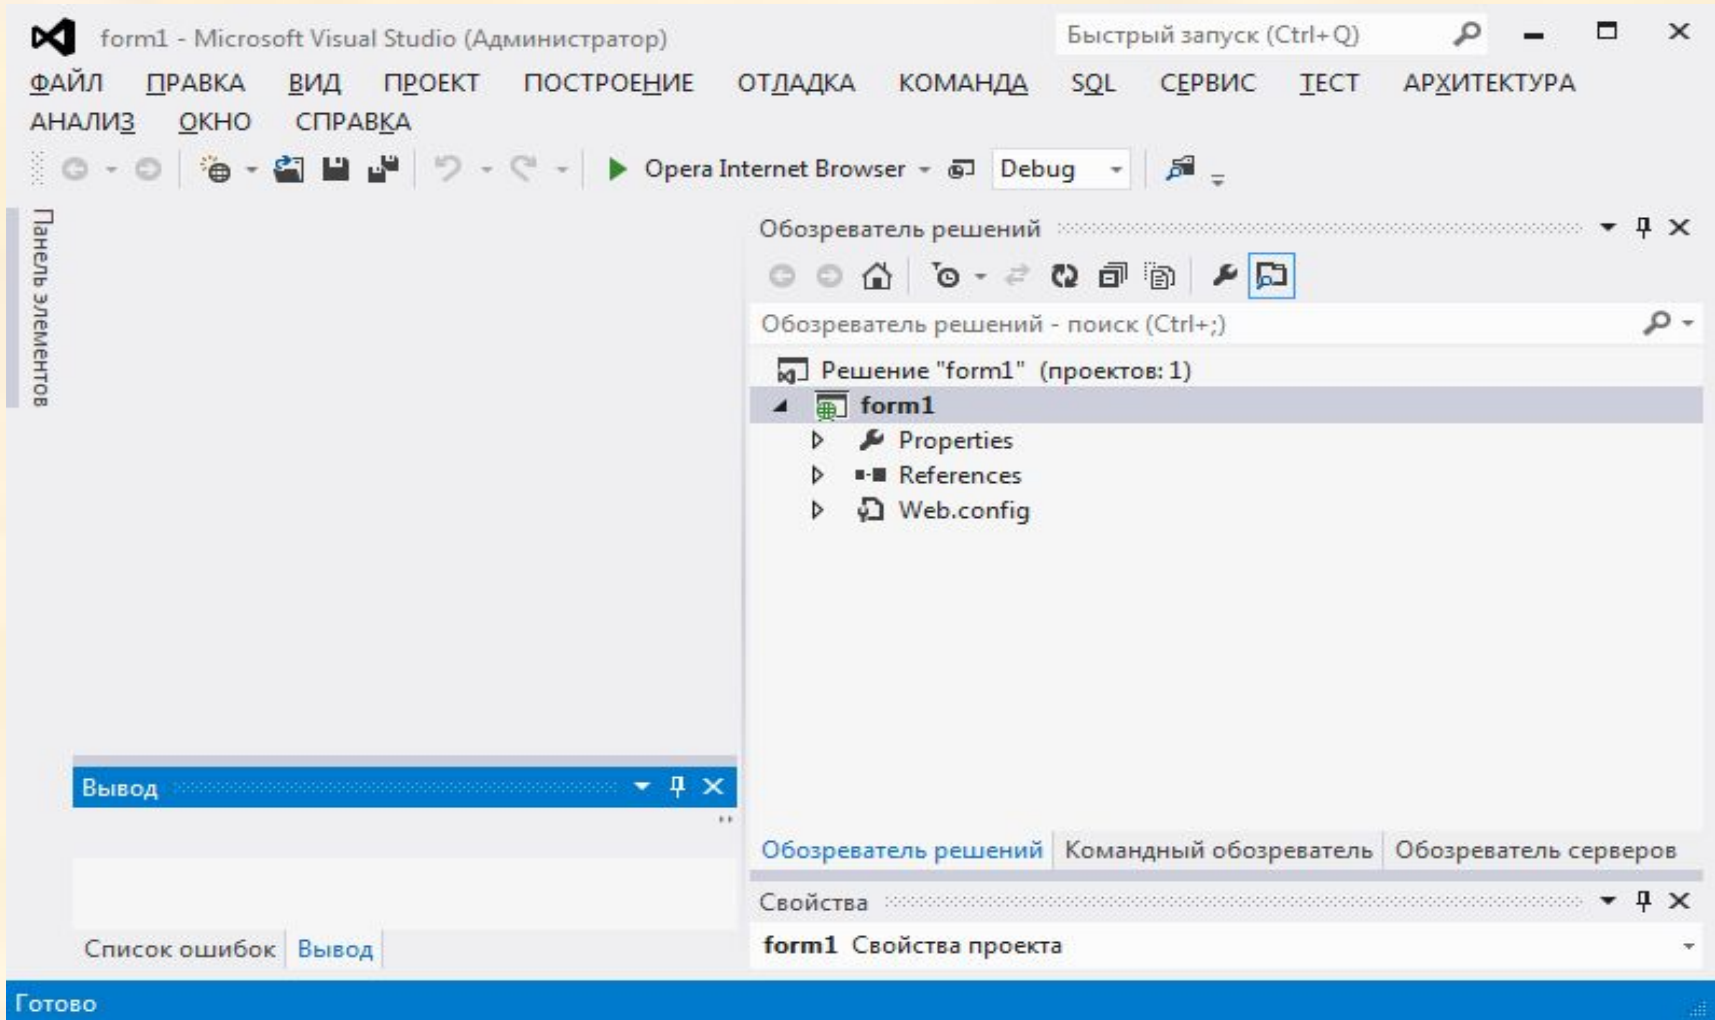 form1 - Microsoft Visual Studio (Администратор)
Быстрый запуск (Ctrl+Q)
ФАЙЛ ПРАВКА ВИД ПРОЕКТ ПОСТРОЕНИЕ ОТЛАДКА КОМАНДА SQL СЕРВИС ТЕСТ АРХИТЕКТУРА
АНАЛИЗ ОКНО СПРАВКА
Opera Internet Browser Debug
Панель элементов
Обозреватель решений
Обозреватель решений - поиск (Ctrl+;)
Решение "form1" (проектов: 1)
form1
Properties
References
Web.config
Вывод
Список ошибок Вывод
Обозреватель решений Командный обозреватель Обозреватель серверов
Свойства
form1 Свойства проекта
Готово